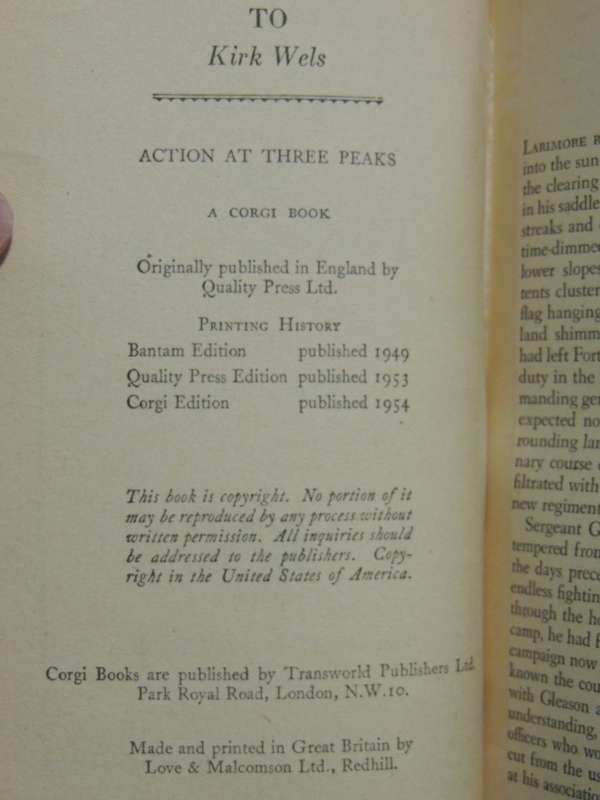 TO
Kirk Wels
ACTION AT THREE PEAKS
A CORGI BOOK
Originally published in England by
Quality Press Ltd.
PRINTING HISTORY
Bantam Edition published 1949
Quality Press Edition published 1953
Corgi Edition published 1954
This book is copyright. No portion of it
may be reproduced by any process without
written permission. All inquiries should
be addressed to the publishers. Copy-
right in the United States of America.
Corgi Books are published by Transworld Publishers Ltd.
Park Royal Road, London, N.W.10.
Made and printed in Great Britain by
Love & Malcomson Ltd., Redhill.
LARIMORE
into the sun
the clearing
in his saddle
streaks and
time-dimmed
lower slopes
tents cluster
flag hanging
land shimm
had left Fort
duty in the
manding gen
expected no
rounding lan
nary course
filtrated with
new regiment
Sergeant G
tempered from
the days prece
endless fightin
through the h
camp, he had f
campaign now
known the cou
with Gleason a
understanding,
officers who wo
cut from the us
at his association